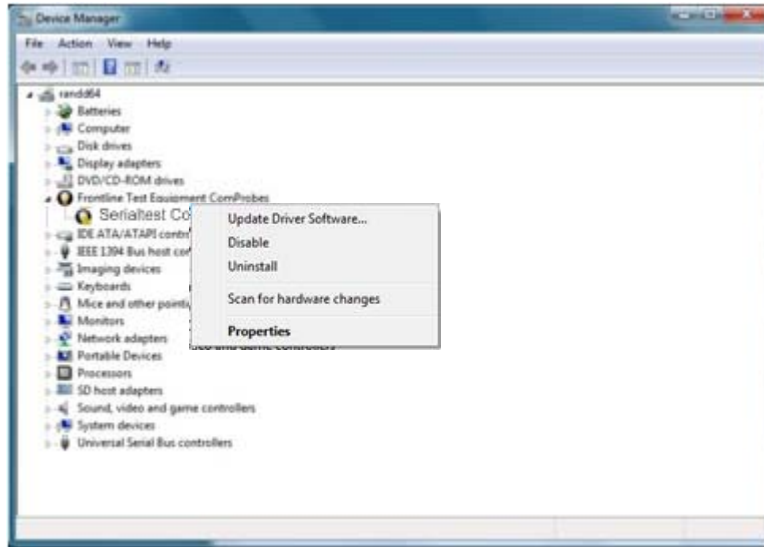 Device Manager
File Action View Help
randd64
Batteries
Computer
Disk drives
Display adapters
DVD/CD-ROM drives
Frontline Test Equipment ComProbes
Serialtest Co
IDE ATA/ATAPI contr
IEEE 1394 Bus host con
Imaging devices
Keyboards
Mice and other pointi
Monitors
Network adapters
Portable Devices
Processors
SD host adapters
Sound, video and game controllers
System devices
Universal Serial Bus controllers
Update Driver Software...
Disable
Uninstall
Scan for hardware changes
Properties